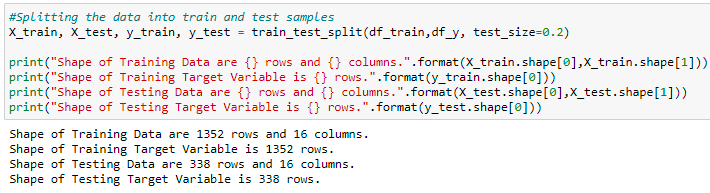 #Splitting the data into train and test samples
X_train, X_test, y_train, y_test = train_test_split(df_train,df_y, test_size=0.2)
print("Shape of Training Data are {} rows and {} columns.".format(X_train.shape[0],X_train.shape[1]))
print("Shape of Training Target Variable is {} rows.".format(y_train.shape[0]))
print("Shape of Testing Data are {} rows and {} columns.".format(X_test.shape[0],X_test.shape[1]))
print("Shape of Testing Target Variable is {} rows.".format(y_test.shape[0]))
Shape of Training Data are 1352 rows and 16 columns.
Shape of Training Target Variable is 1352 rows.
Shape of Testing Data are 338 rows and 16 columns.
Shape of Testing Target Variable is 338 rows.